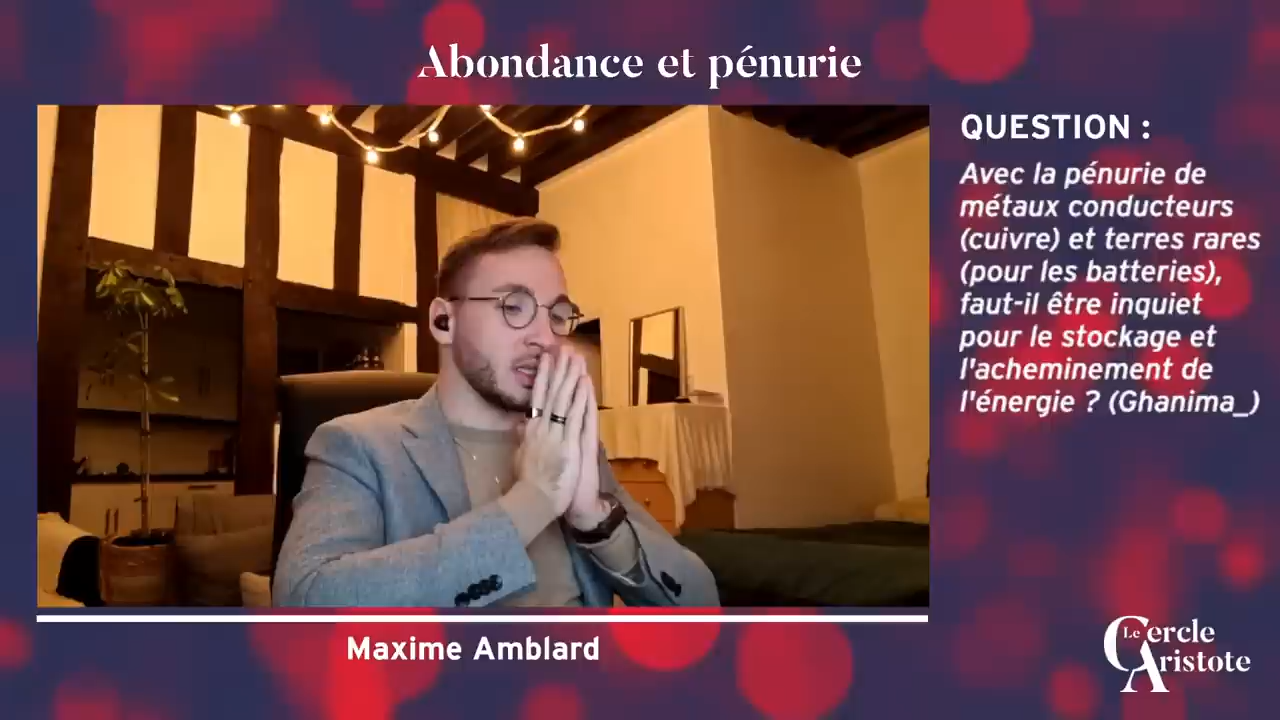 Abondance et pénurie
QUESTION :
Avec la pénurie de
métaux conducteurs
(cuivre) et terres rares
(pour les batteries),
faut-il être inquiet
pour le stockage et
l'acheminement de
l'énergie ? (Ghanima_)
Maxime Amblard
Le Cercle
Aristote